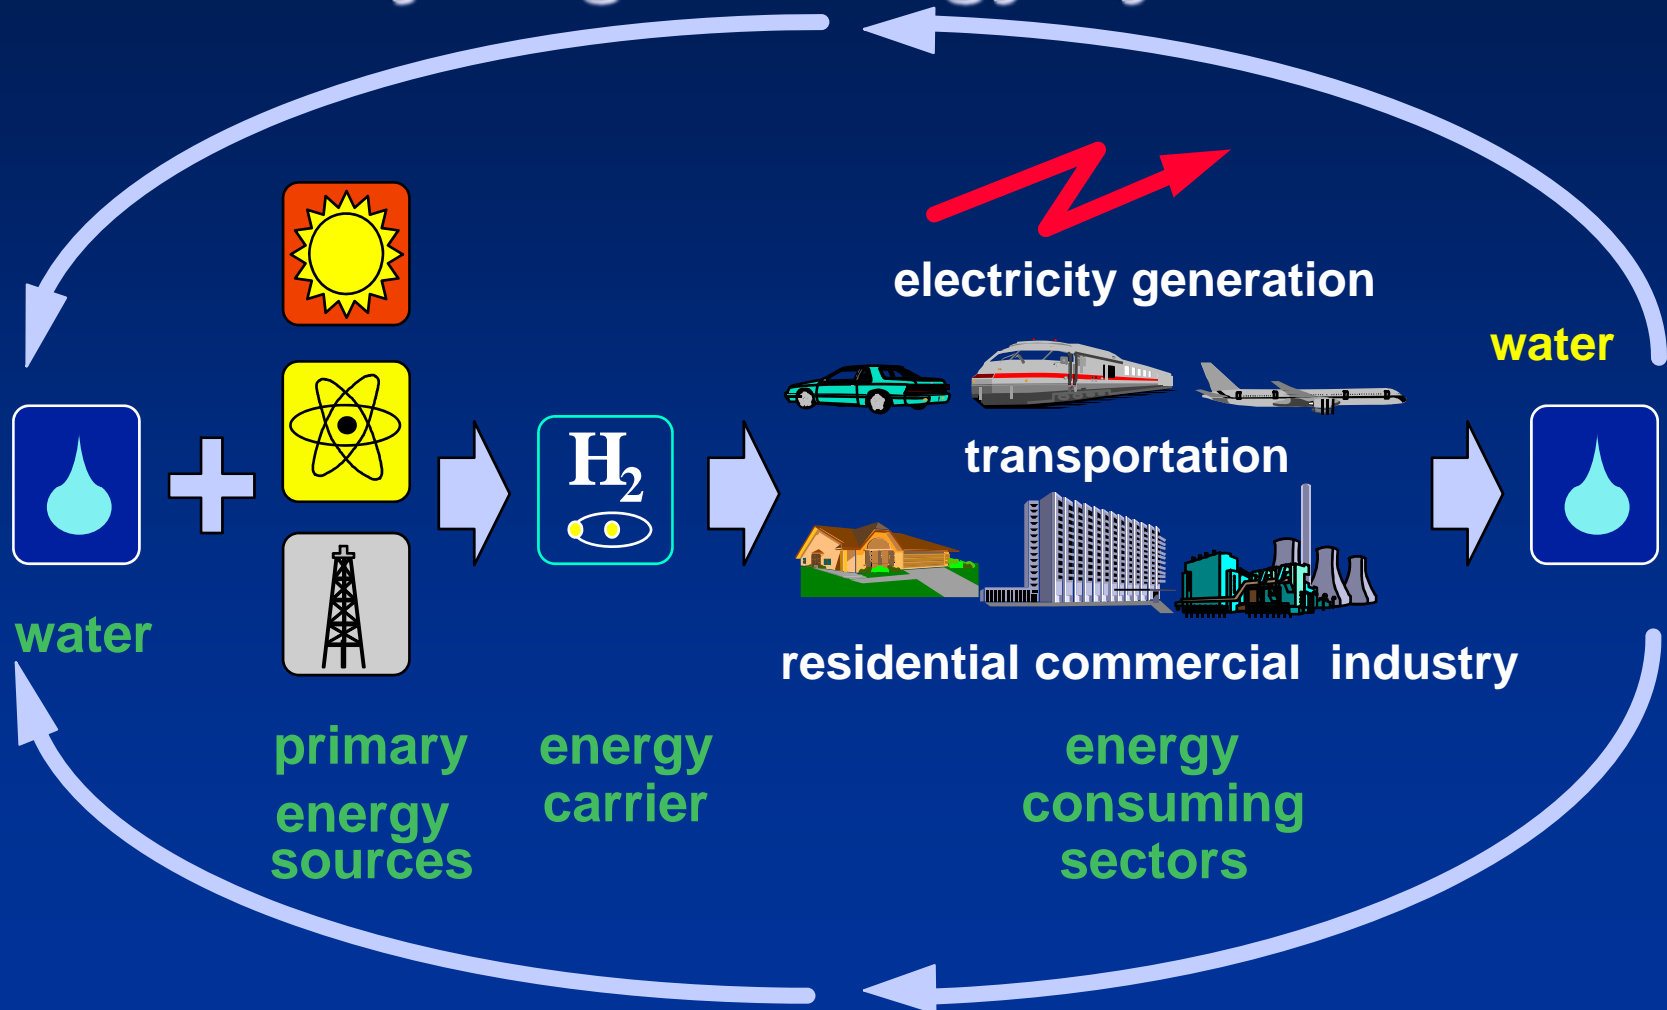 electricity generation
water
H2
transportation
water
residential commercial industry
primary
energy
sources
energy
carrier
energy
consuming
sectors